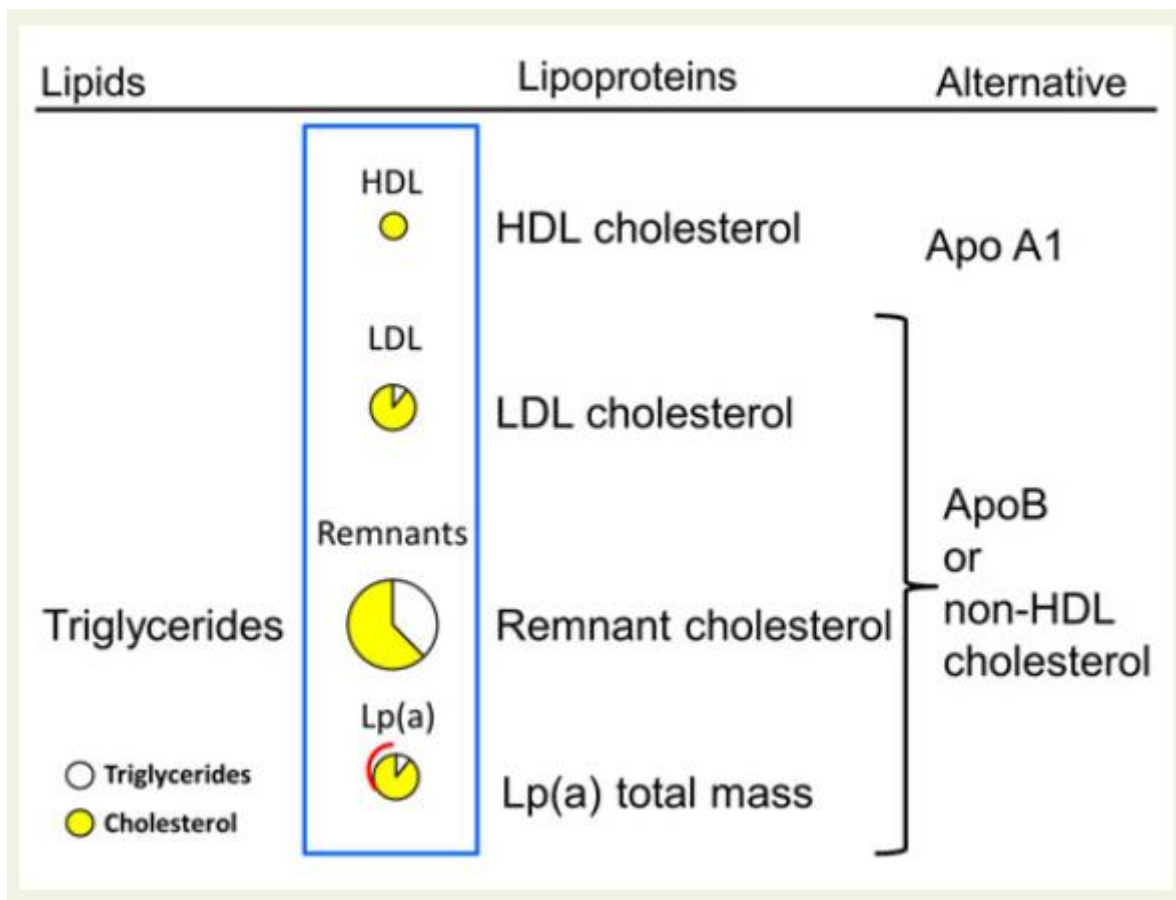 Lipids
Lipoproteins
Alternative
HDL
HDL cholesterol
Apo A1
LDL
LDL cholesterol
Remnants
Triglycerides
Remnant cholesterol
ApoB
or
non-HDL
cholesterol
Lp(a)
Lp(a) total mass
Triglycerides
Cholesterol